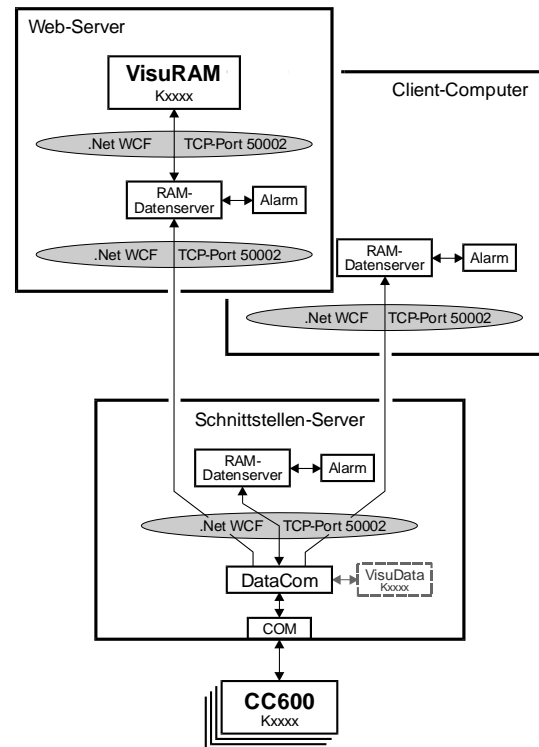 Web-Server
VisuRAM
Kxxxx
.Net WCF TCP-Port 50002
RAM-
Datenserver
Alarm
.Net WCF TCP-Port 50002
Client-Computer
RAM-
Datenserver
Alarm
.Net WCF TCP-Port 50002
Schnittstellen-Server
RAM-
Datenserver
Alarm
.Net WCF TCP-Port 50002
DataCom
VisuData
Kxxxx
COM
CC600
Kxxxx